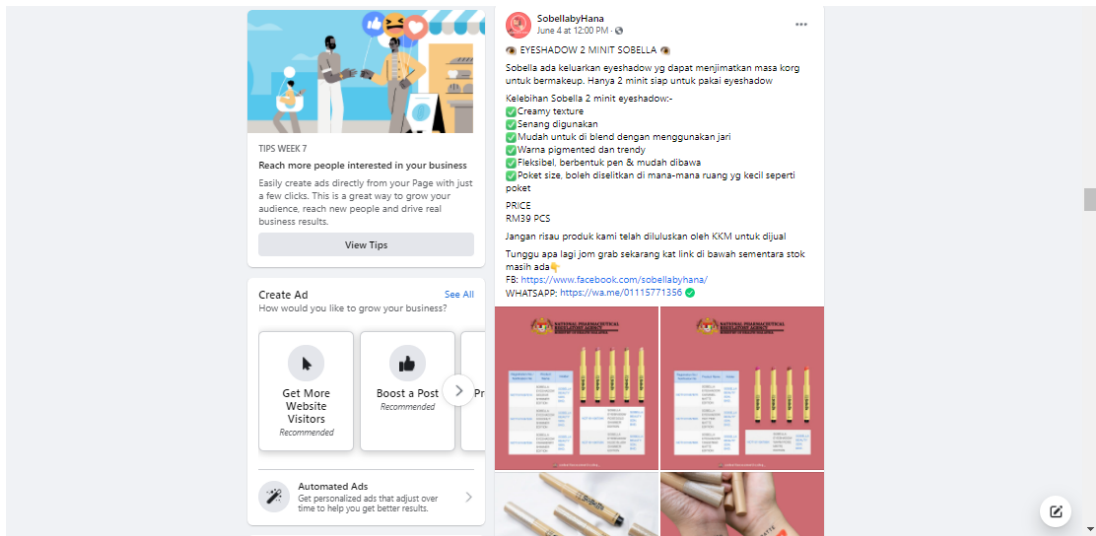 TIPS WEEK 7
Reach more people interested in your business
Easily create ads directly from your Page with just
a few clicks. This is a great way to grow your
audience, reach new people and drive real
business results.
View Tips
Create Ad
See All
How would you like to grow your business?
Get More
Website
Visitors
Recommended
Boost a Post
Recommended
Pr
Automated Ads
Get personalized ads that adjust over
time to help you get better results.
SobellabyHana
June 4 at 12:00 PM ·
EYESHADOW 2 MINIT SOBELLA
Sobella ada keluarkan eyeshadow yg dapat menjimatkan masa korg
untuk bermakeup. Hanya 2 minit siap untuk pakai eyeshadow
Kelebihan Sobella 2 minit eyeshadow:-
✅Creamy texture
✅Senang digunakan
✅Mudah untuk di blend dengan menggunakan jari
✅Warna pigmented dan trendy
✅Fleksibel, berbentuk pen & mudah dibawa
✅Poket size, boleh diselitkan di mana-mana ruang yg kecil seperti
poket
PRICE
RM39 PCS
Jangan risau produk kami telah diluluskan oleh KKM untuk dijual
Tunggu apa lagi jom grab sekarang kat link di bawah sementara stok
masih ada👇
FB: https://www.facebook.com/sobellabyhana/
WHATSAPP: https://wa.me/01115771356 ✅
NATIONAL PHARMACEUTICAL
REGULATORY AGENCY
NATIONAL PHARMACEUTICAL
REGULATORY AGENCY